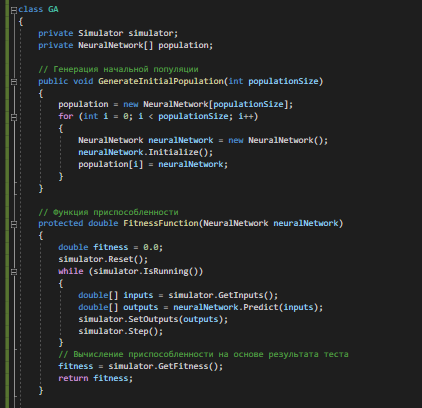 class GA
{
    private Simulator simulator;
    private NeuralNetwork[] population;

    // Генерация начальной популяции
    public void GenerateInitialPopulation(int populationSize)
    {
        population = new NeuralNetwork[populationSize];
        for (int i = 0; i < populationSize; i++)
        {
            NeuralNetwork neuralNetwork = new NeuralNetwork();
            neuralNetwork.Initialize();
            population[i] = neuralNetwork;
        }
    }

    // Функция приспособленности
    protected double FitnessFunction(NeuralNetwork neuralNetwork)
    {
        double fitness = 0.0;
        simulator.Reset();
        while (simulator.IsRunning())
        {
            double[] inputs = simulator.GetInputs();
            double[] outputs = neuralNetwork.Predict(inputs);
            simulator.SetOutputs(outputs);
            simulator.Step();
        }
        // Вычисление приспособленности на основе результата теста
        fitness = simulator.GetFitness();
        return fitness;
    }